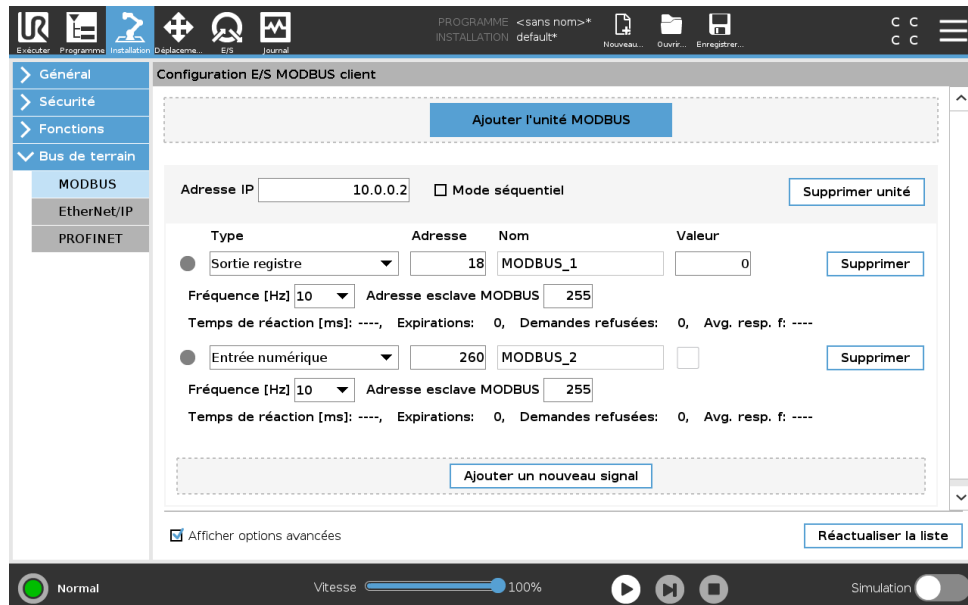 PROGRAMME <sans nom>*
INSTALLATION default*
Exécuter Programme Installation Déplaceme... E/S Journal Nouveau... Ouvrir... Enregistrer...
C C
C C
Général
Sécurité
Fonctions
Bus de terrain
MODBUS
EtherNet/IP
PROFINET
Configuration E/S MODBUS client
Ajouter l'unité MODBUS
Adresse IP 10.0.0.2 Mode séquentiel Supprimer unité
Type Adresse Nom Valeur
Sortie registre 18 MODBUS_1 0 Supprimer
Fréquence [Hz] 10 Adresse esclave MODBUS 255
Temps de réaction [ms]: ----, Expirations: 0, Demandes refusées: 0, Avg. resp. f: ----
Entrée numérique 260 MODBUS_2 Supprimer
Fréquence [Hz] 10 Adresse esclave MODBUS 255
Temps de réaction [ms]: ----, Expirations: 0, Demandes refusées: 0, Avg. resp. f: ----
Ajouter un nouveau signal
Afficher options avancées Réactualiser la liste
Normal Vitesse 100% Simulation